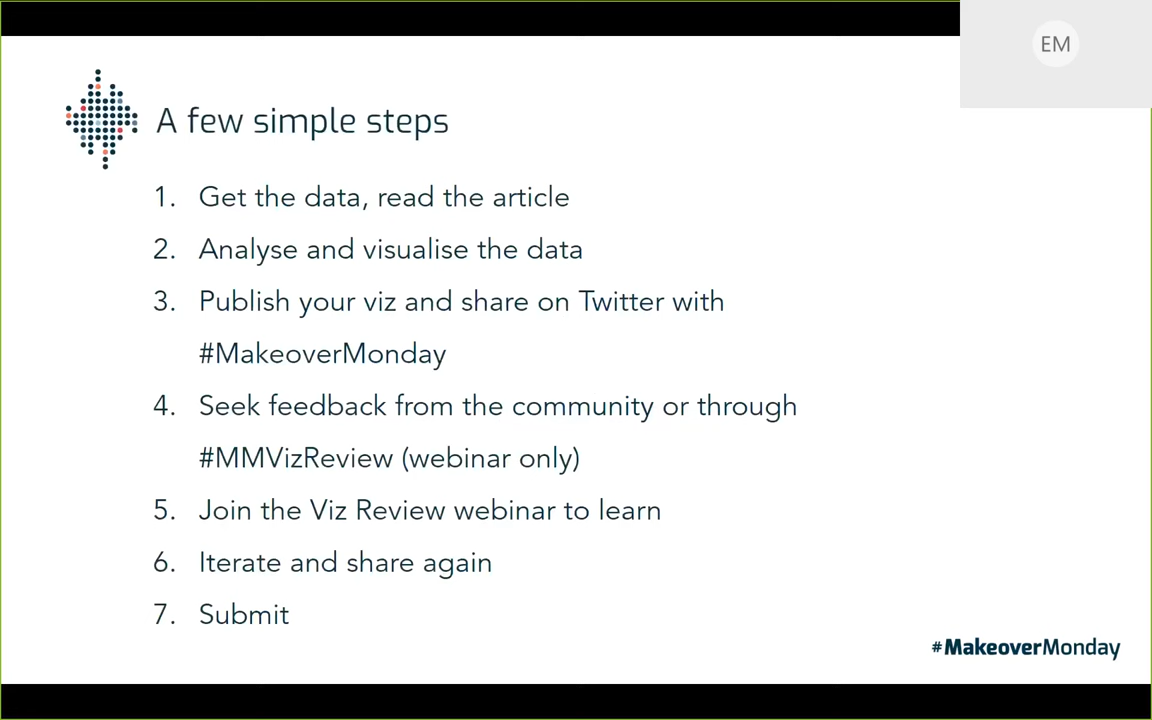 EM
A few simple steps
1. Get the data, read the article
2. Analyse and visualise the data
3. Publish your viz and share on Twitter with
#MakeoverMonday
4. Seek feedback from the community or through
#MMVizReview (webinar only)
5. Join the Viz Review webinar to learn
6. Iterate and share again
7. Submit
#MakeoverMonday